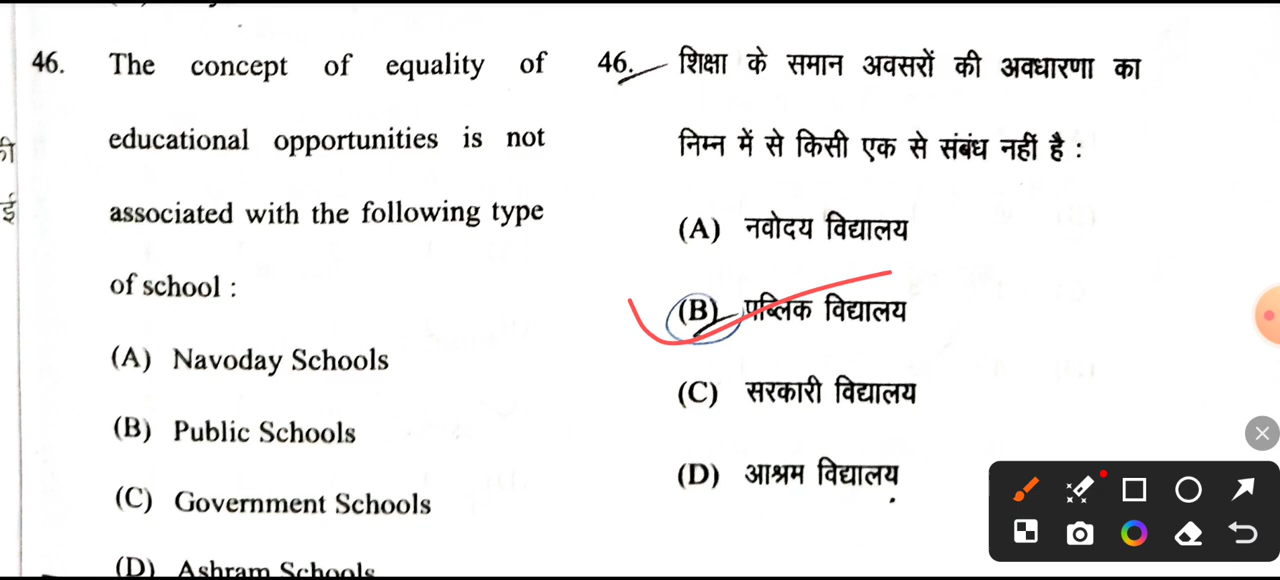 46. The concept of equality of
educational opportunities is not
associated with the following type
of school :
(A) Navoday Schools
(B) Public Schools
(C) Government Schools
(D) Ashram Schools
46. शिक्षा के समान अवसरों की अवधारणा का
निम्न में से किसी एक से संबंध नहीं है :
(A) नवोदय विद्यालय
(B) पब्लिक विद्यालय
(C) सरकारी विद्यालय
(D) आश्रम विद्यालय